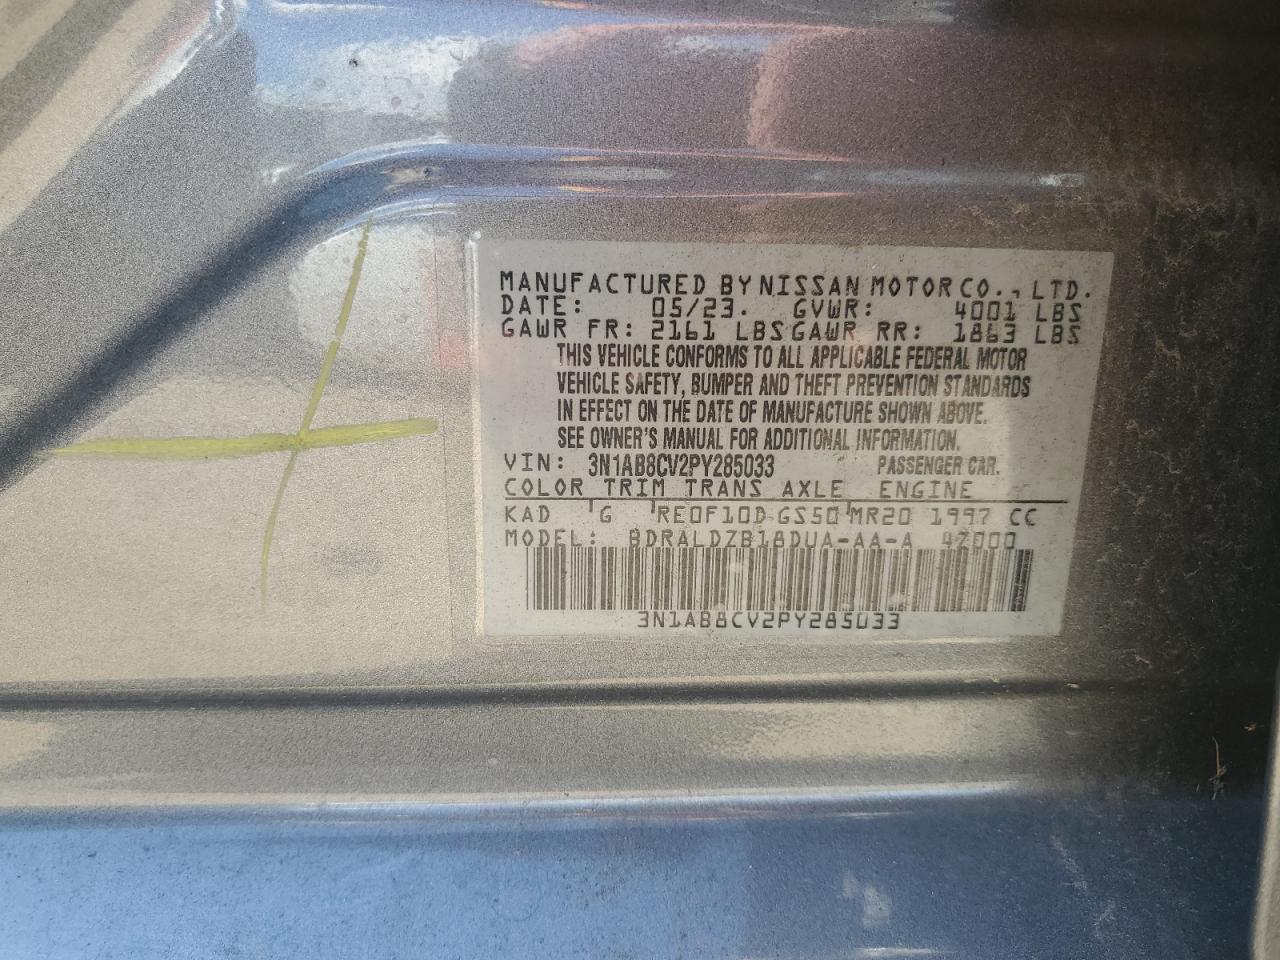 MANUFACTURED BY NISSAN MOTOR CO., LTD.
DATE: 05/23. GVWR: 4001 LBS
GAWR FR: 2161 LBS GAWR RR: 1863 LBS
THIS VEHICLE CONFORMS TO ALL APPLICABLE FEDERAL MOTOR
VEHICLE SAFETY, BUMPER AND THEFT PREVENTION STANDARDS
IN EFFECT ON THE DATE OF MANUFACTURE SHOWN ABOVE.
SEE OWNER'S MANUAL FOR ADDITIONAL INFORMATION.
VIN: 3N1AB8CV2PY285033 PASSENGER CAR.
COLOR TRIM TRANS AXLE ENGINE
KAD G RE0F10D GS50 MR20 1997 CC
MODEL: BDRALDZB18DUA-AA-A 47000
3N1AB8CV2PY285033